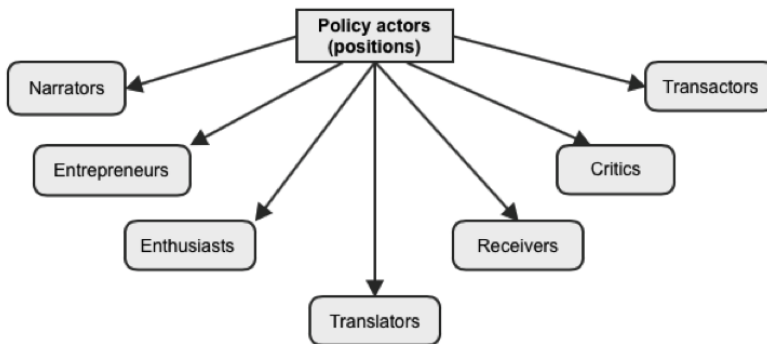 Policy actors
(positions)
Narrators
Transactors
Entrepreneurs
Critics
Enthusiasts
Receivers
Translators